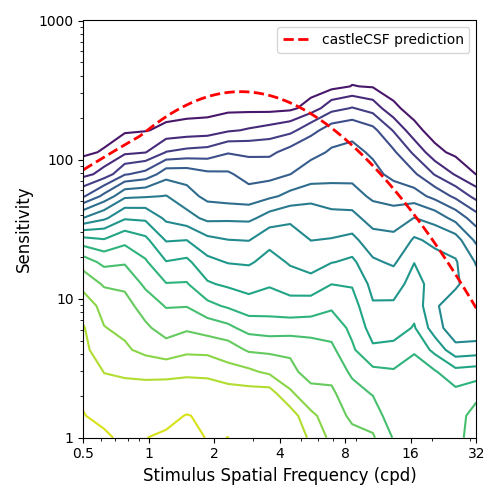 1000
castleCSF prediction
100
10
1
Sensitivity
0.5 1 2 4 8 16 32
Stimulus Spatial Frequency (cpd)